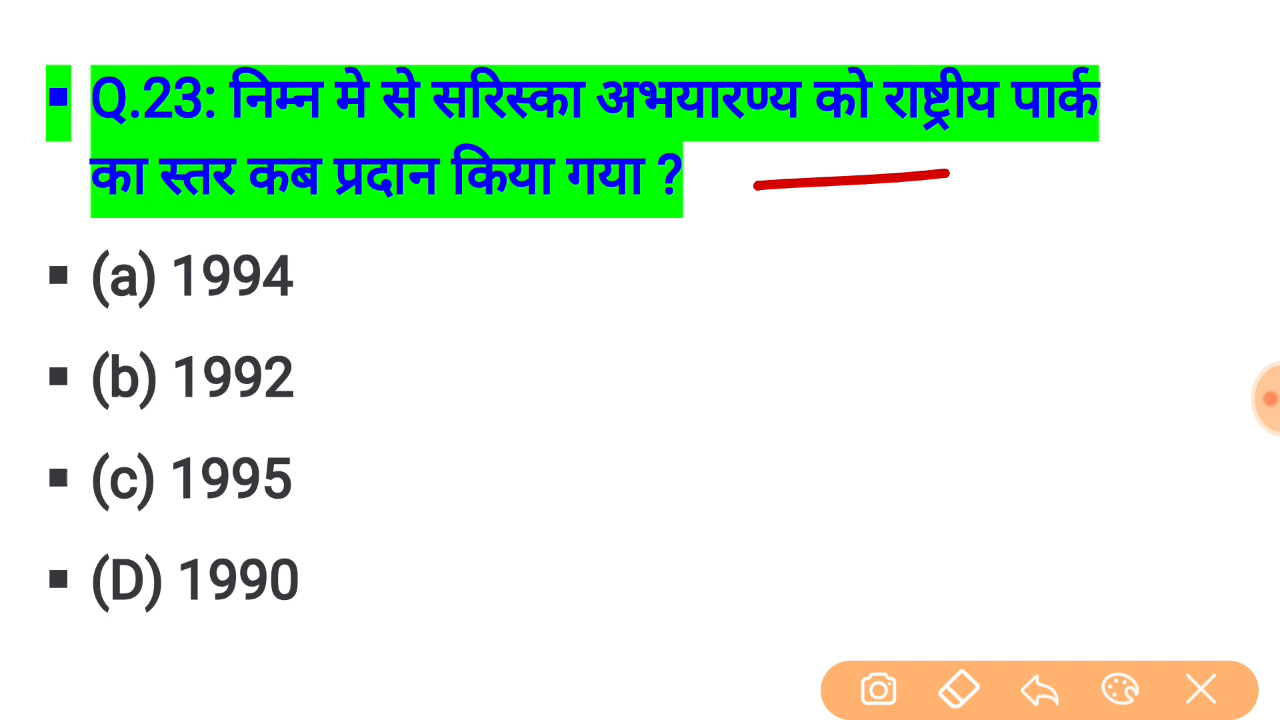 ▪ Q.23: निम्न मे से सरिस्का अभयारण्य को राष्ट्रीय पार्क
का स्तर कब प्रदान किया गया ?
▪ (a) 1994
▪ (b) 1992
▪ (c) 1995
▪ (D) 1990